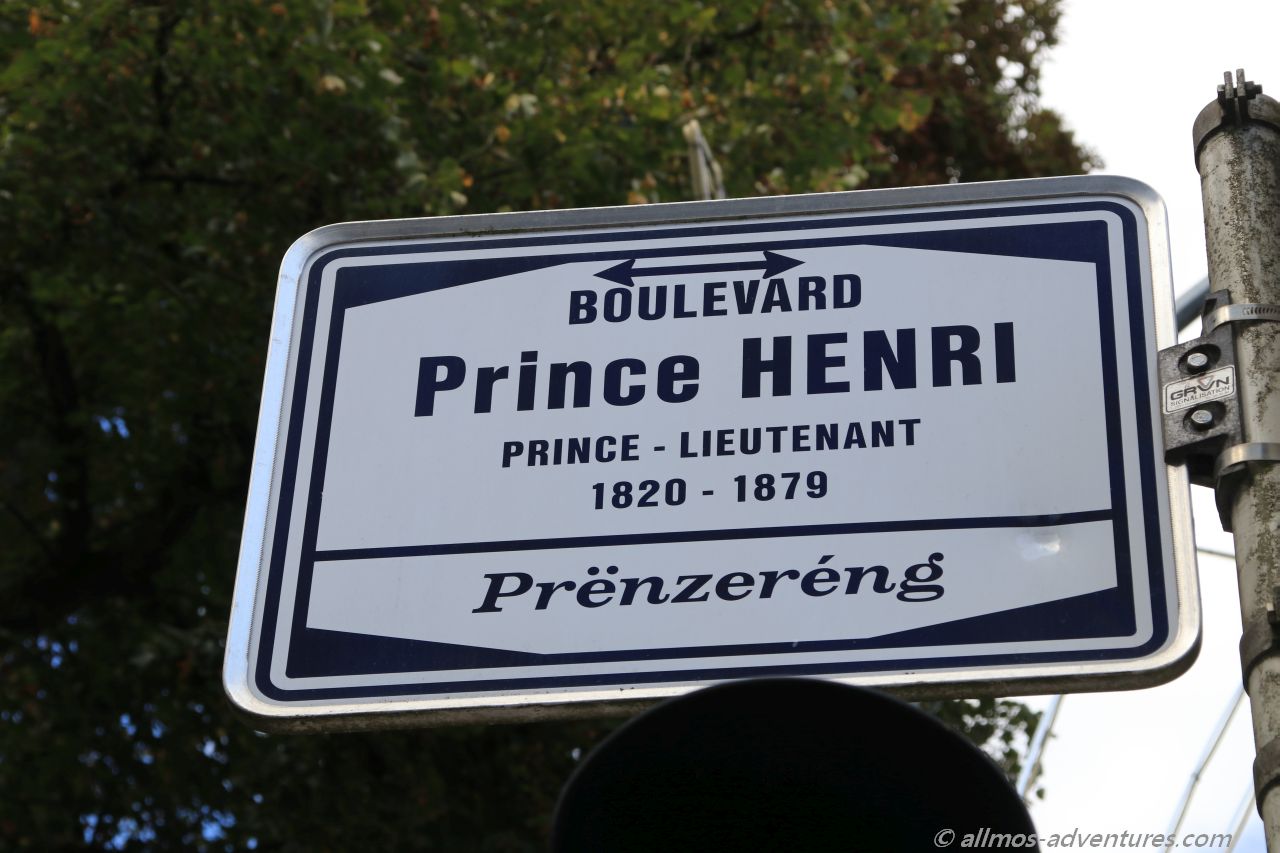 BOULEVARD
Prince HENRI
PRINCE - LIEUTENANT
1820 - 1879
Prënzeréng
GRVN
SIGNALISATION
© allmos-adventures.com